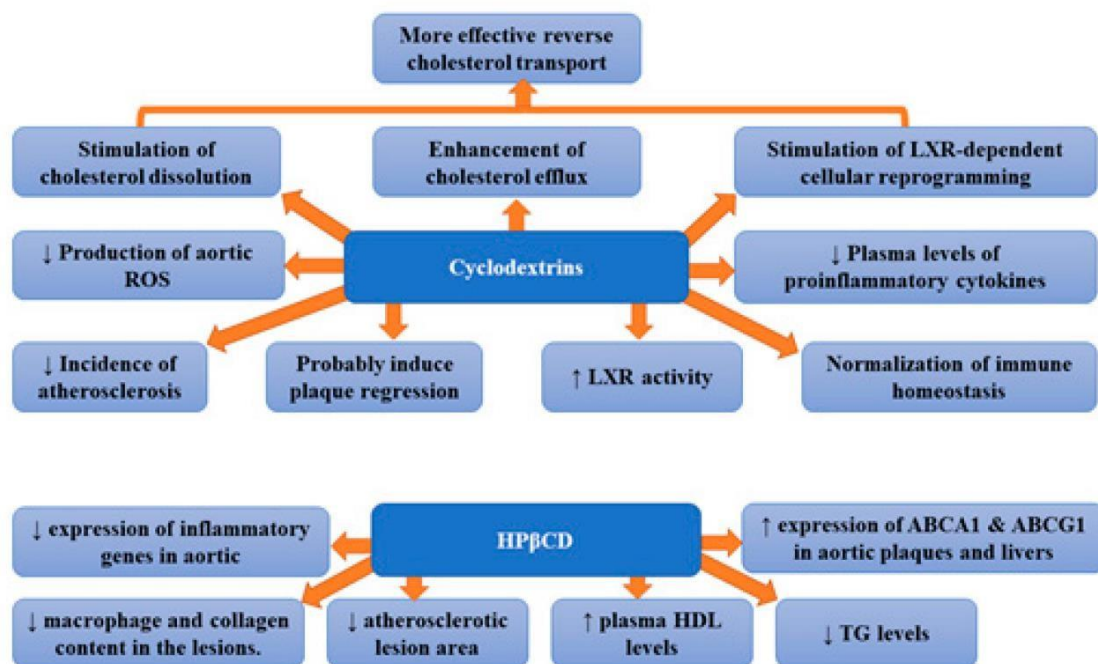 More effective reverse
cholesterol transport
Stimulation of
cholesterol dissolution
Enhancement of
cholesterol efflux
Stimulation of LXR-dependent
cellular reprogramming
↓ Production of aortic
ROS
Cyclodextrins
↓ Plasma levels of
proinflammatory cytokines
↓ Incidence of
atherosclerosis
Probably induce
plaque regression
↑ LXR activity
Normalization of immune
homeostasis
↓ expression of inflammatory
genes in aortic
HPβCD
↑ expression of ABCA1 & ABCG1
in aortic plaques and livers
↓ macrophage and collagen
content in the lesions.
↓ atherosclerotic
lesion area
↑ plasma HDL
levels
↓ TG levels